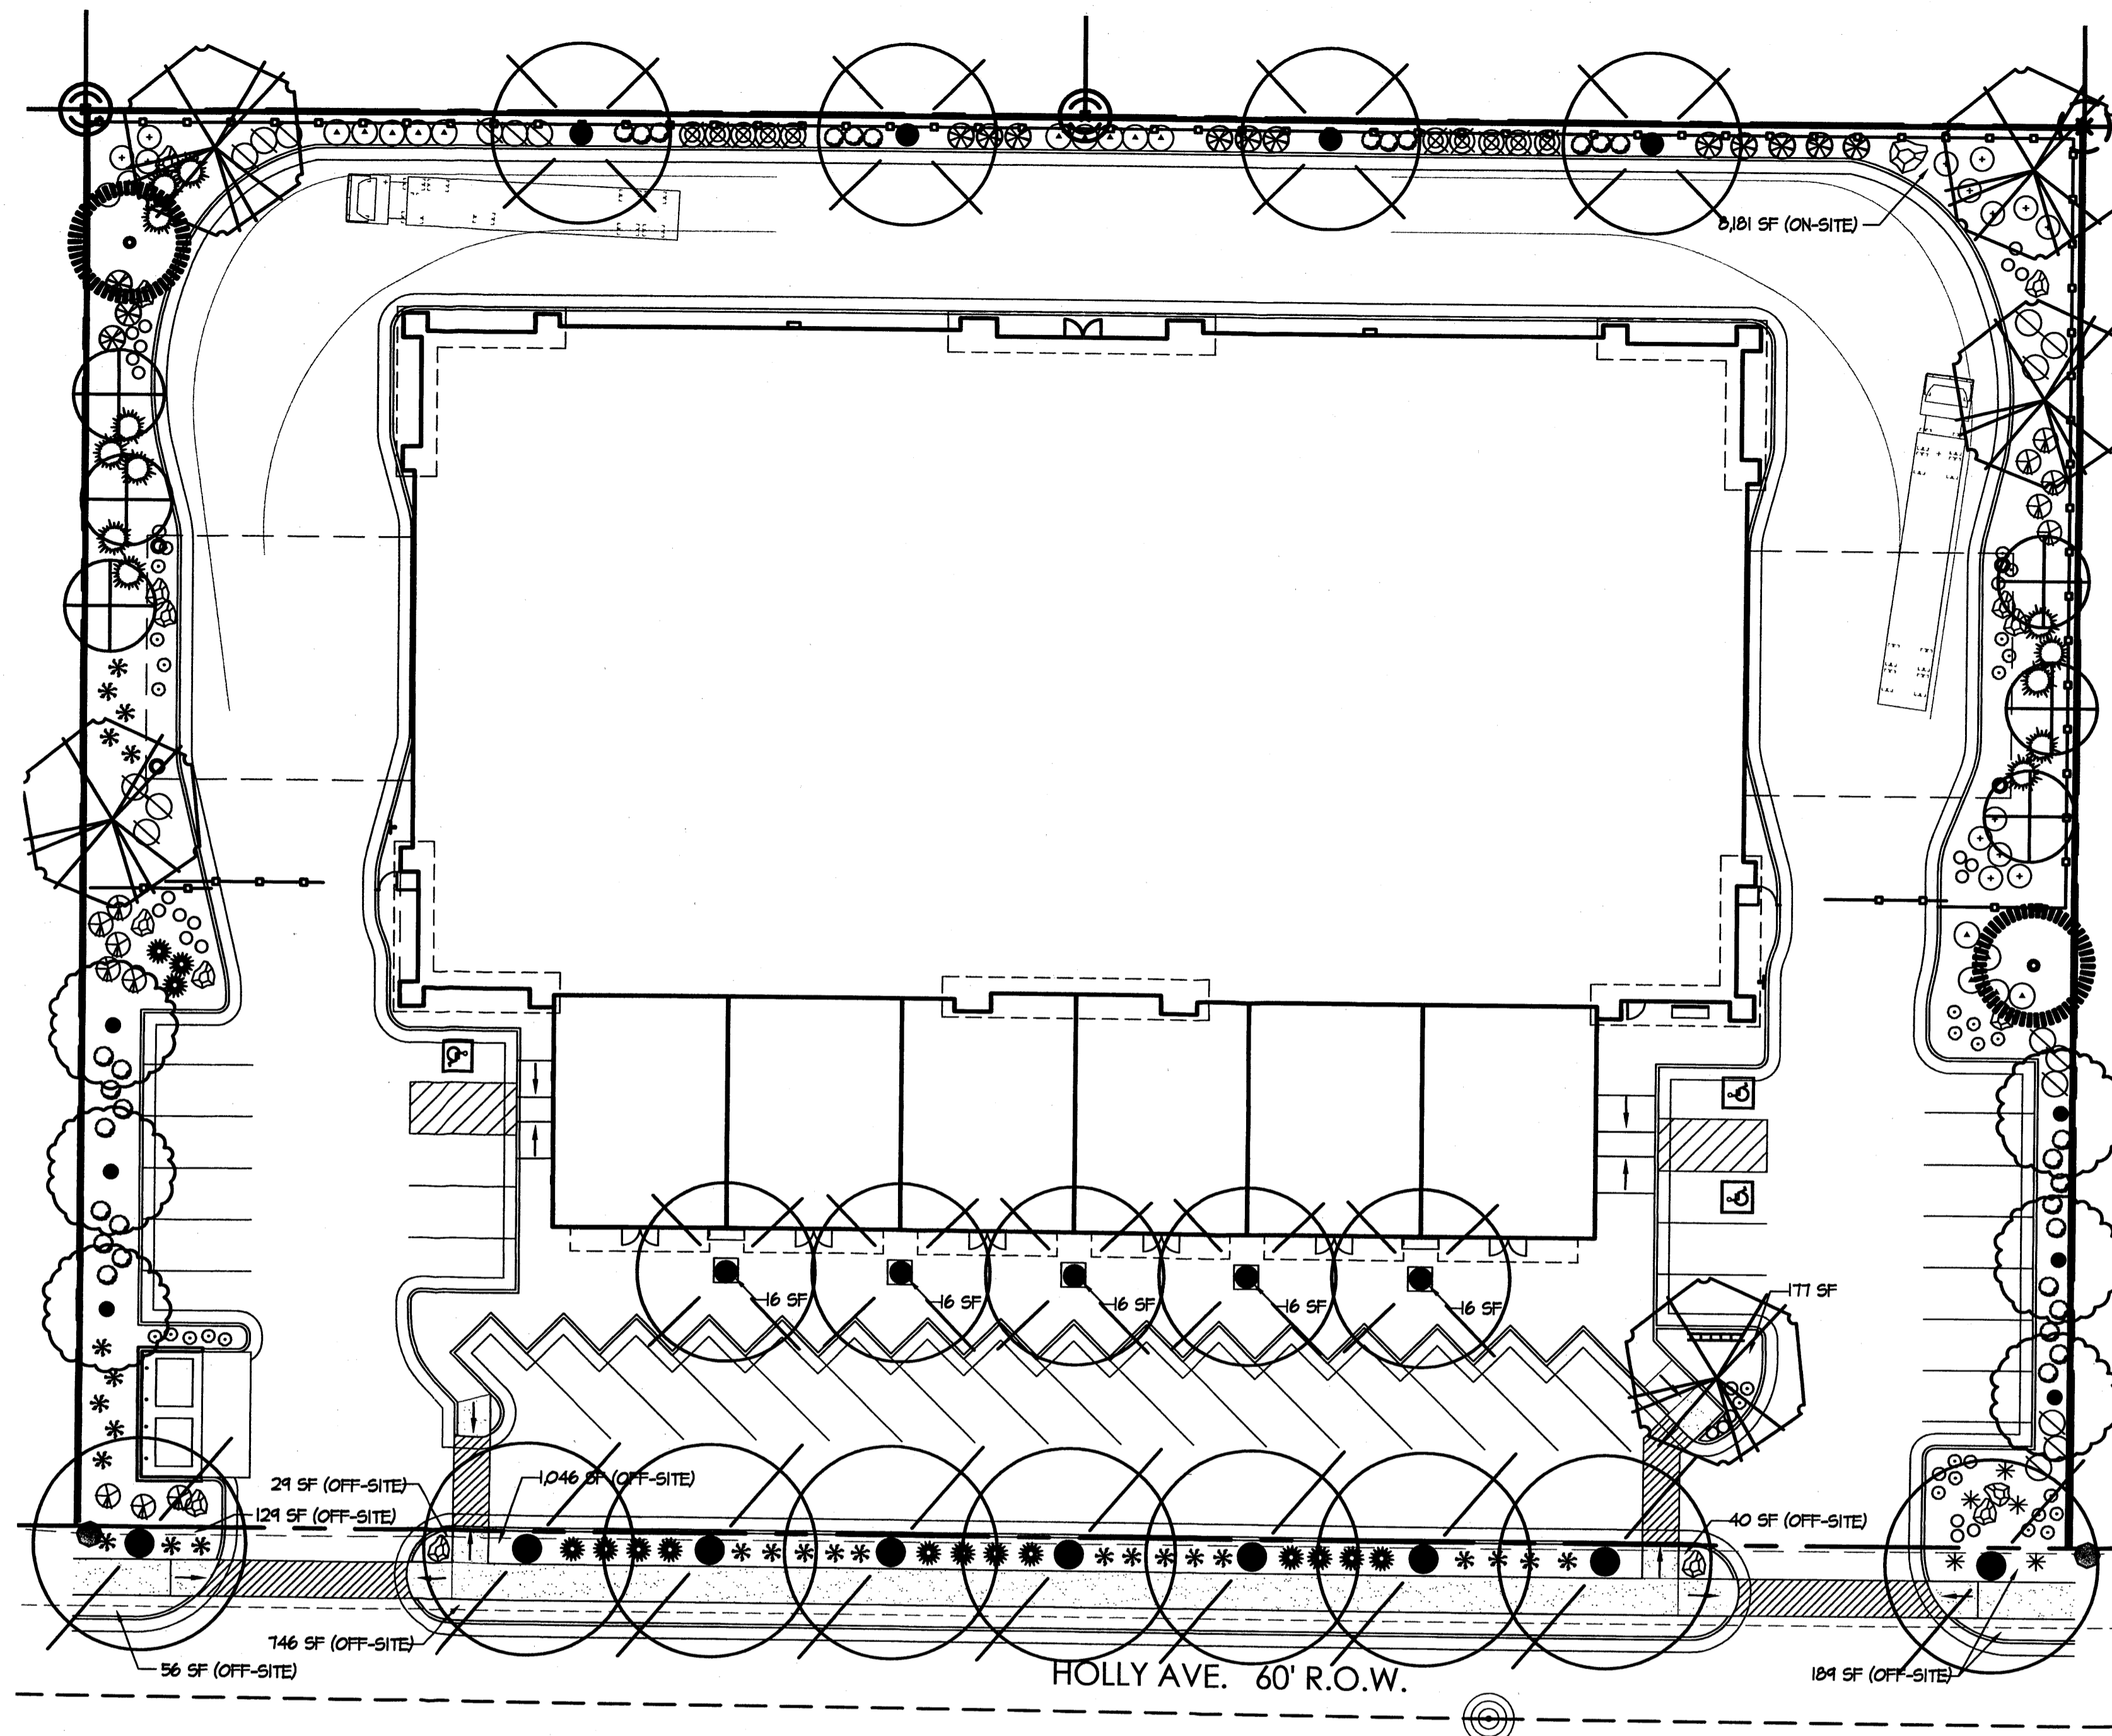 8,181 SF (ON-SITE)
16 SF
16 SF
16 SF
16 SF
16 SF
177 SF
29 SF (OFF-SITE)
1,046 SF (OFF-SITE)
129 SF (OFF-SITE)
40 SF (OFF-SITE)
746 SF (OFF-SITE)
56 SF (OFF-SITE)
189 SF (OFF-SITE)
HOLLY AVE. 60' R.O.W.